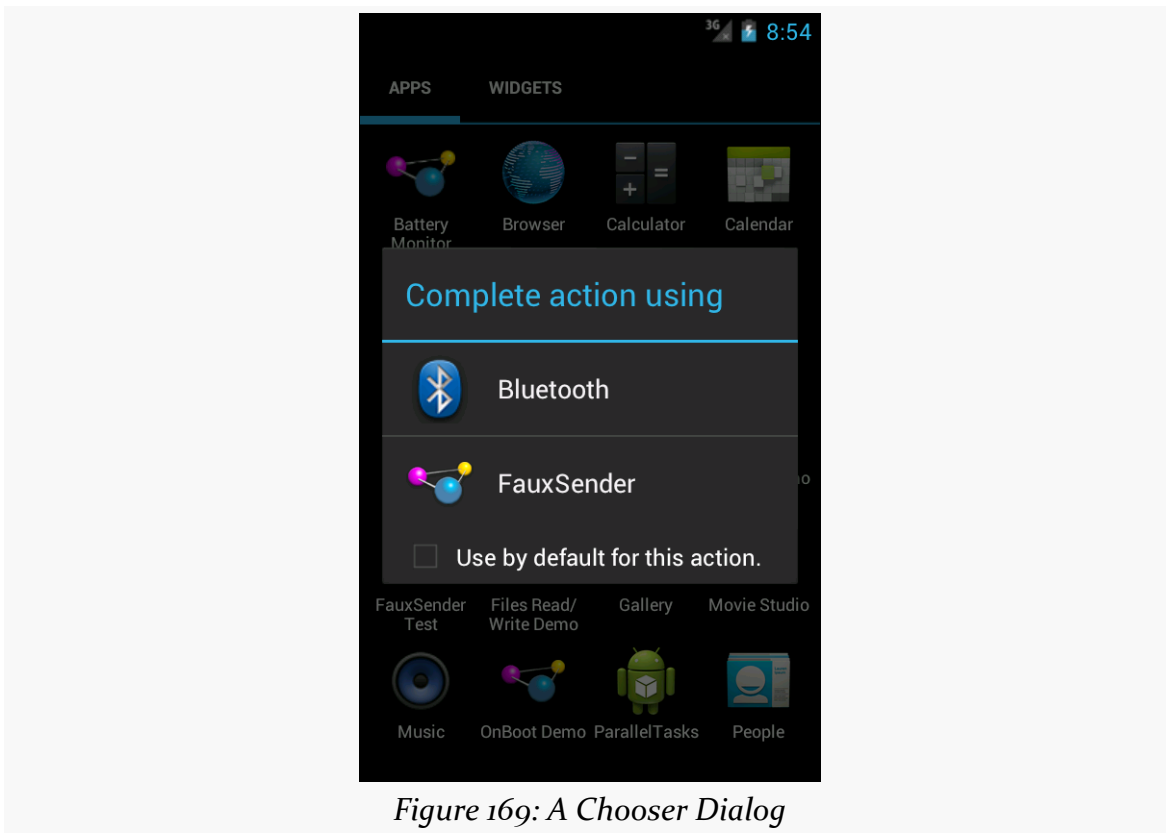 3G 8:54
APPS WIDGETS
Battery Browser Calculator Calendar
Monitor
Complete action using
Bluetooth
FauxSender
no
Use by default for this action.
FauxSender Files Read/ Gallery Movie Studio
Test Write Demo
Music OnBoot Demo ParallelTasks People
Figure 169: A Chooser Dialog